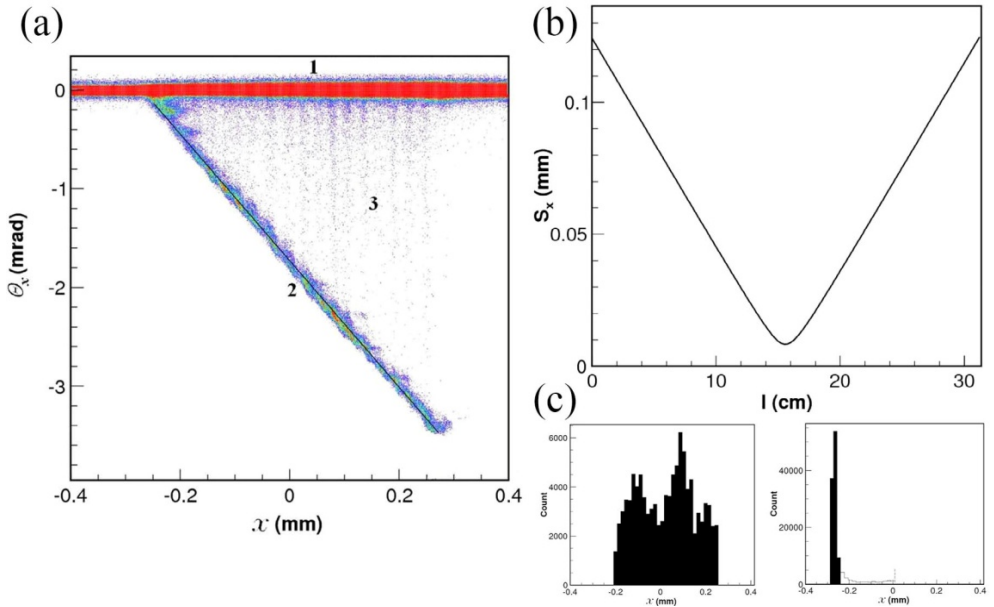 (a)
1
0
-1
-2
-3
3
2
Θx (mrad)
-0.4 -0.2 0 0.2 0.4
x (mm)
(b)
0.1
0.05
0
Sx (mm)
0 10 20 30
l (cm)
(c)
6000
4000
2000
0
Count
-0.4 -0.2 0 0.2 0.4
x (mm)
40000
20000
0
Count
-0.4 -0.2 0 0.2 0.4
x (mm)